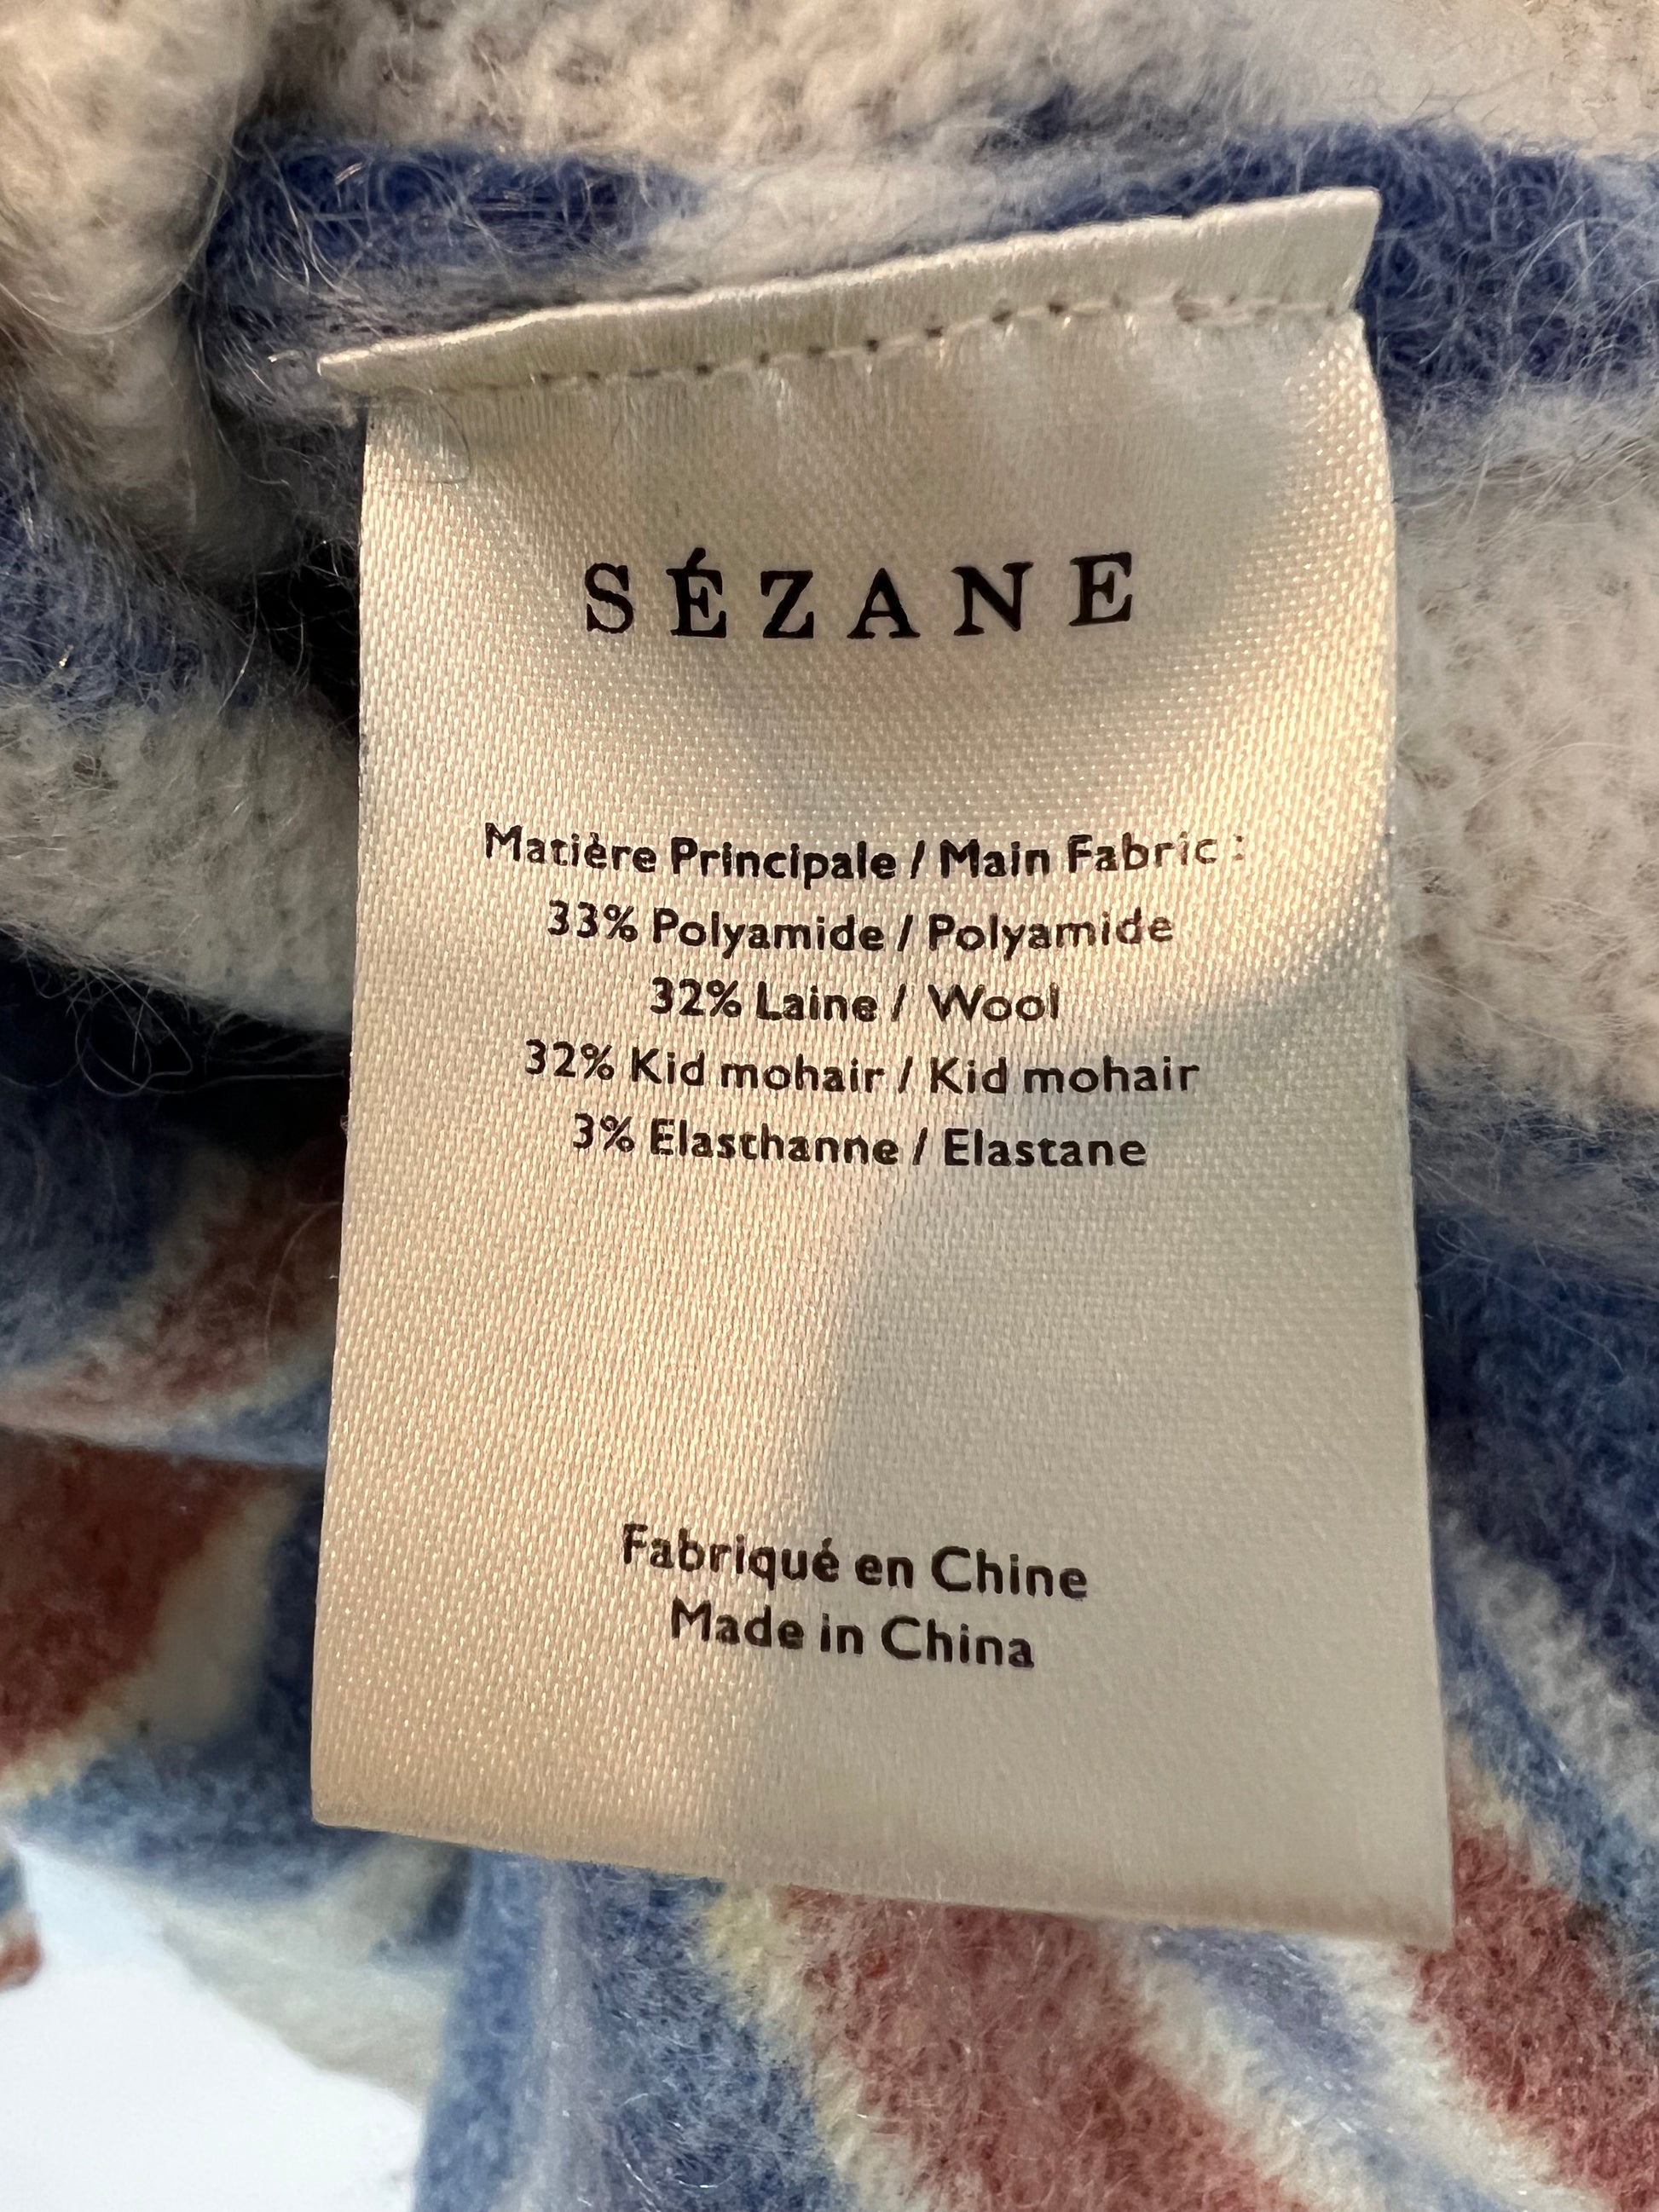 SÉZANE
Matière Principale / Main Fabric :
33% Polyamide / Polyamide
32% Laine / Wool
32% Kid mohair / Kid mohair
3% Elasthanne / Elastane
Fabriqué en Chine
Made in China